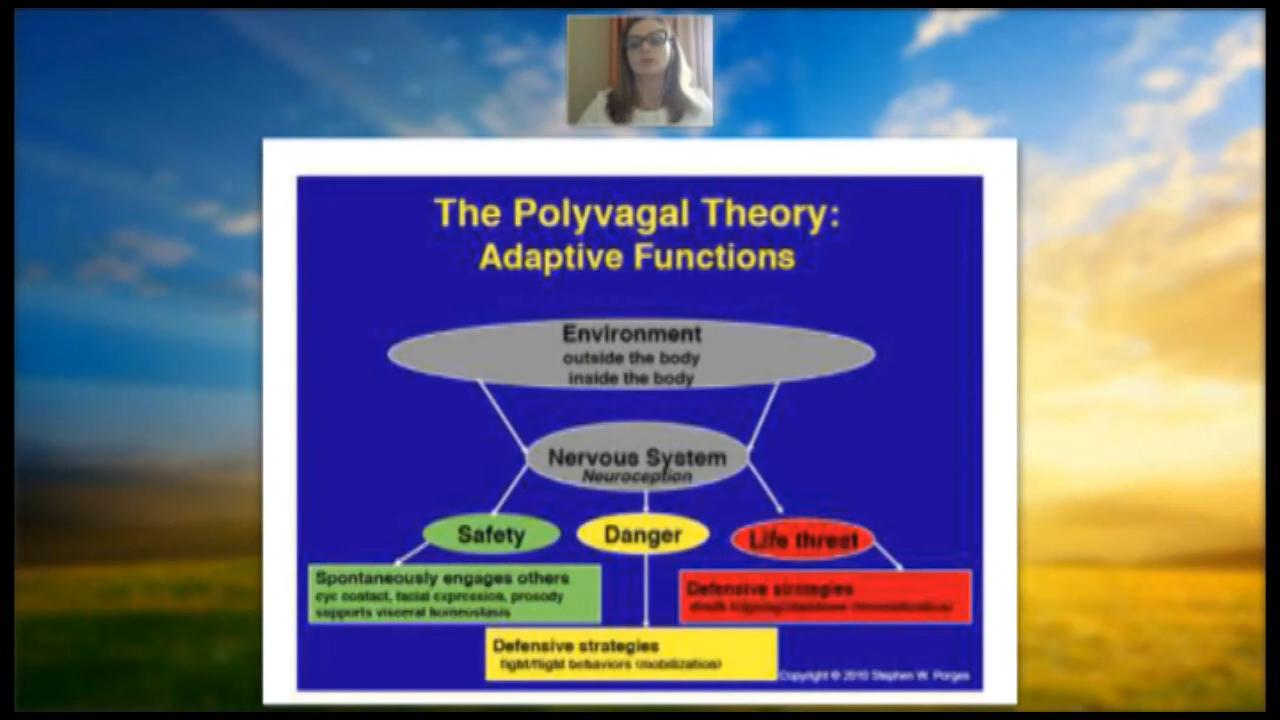 The Polyvagal Theory:
Adaptive Functions
Environment
outside the body
inside the body
Nervous System
Neuroception
Safety
Danger
Life threat
Spontaneously engages others
eye contact, facial expression, prosody
supports visceral homeostasis
Defensive strategies
Defensive strategies
fight/flight behaviors (mobilization)
Copyright © 2010 Stephen W. Porges